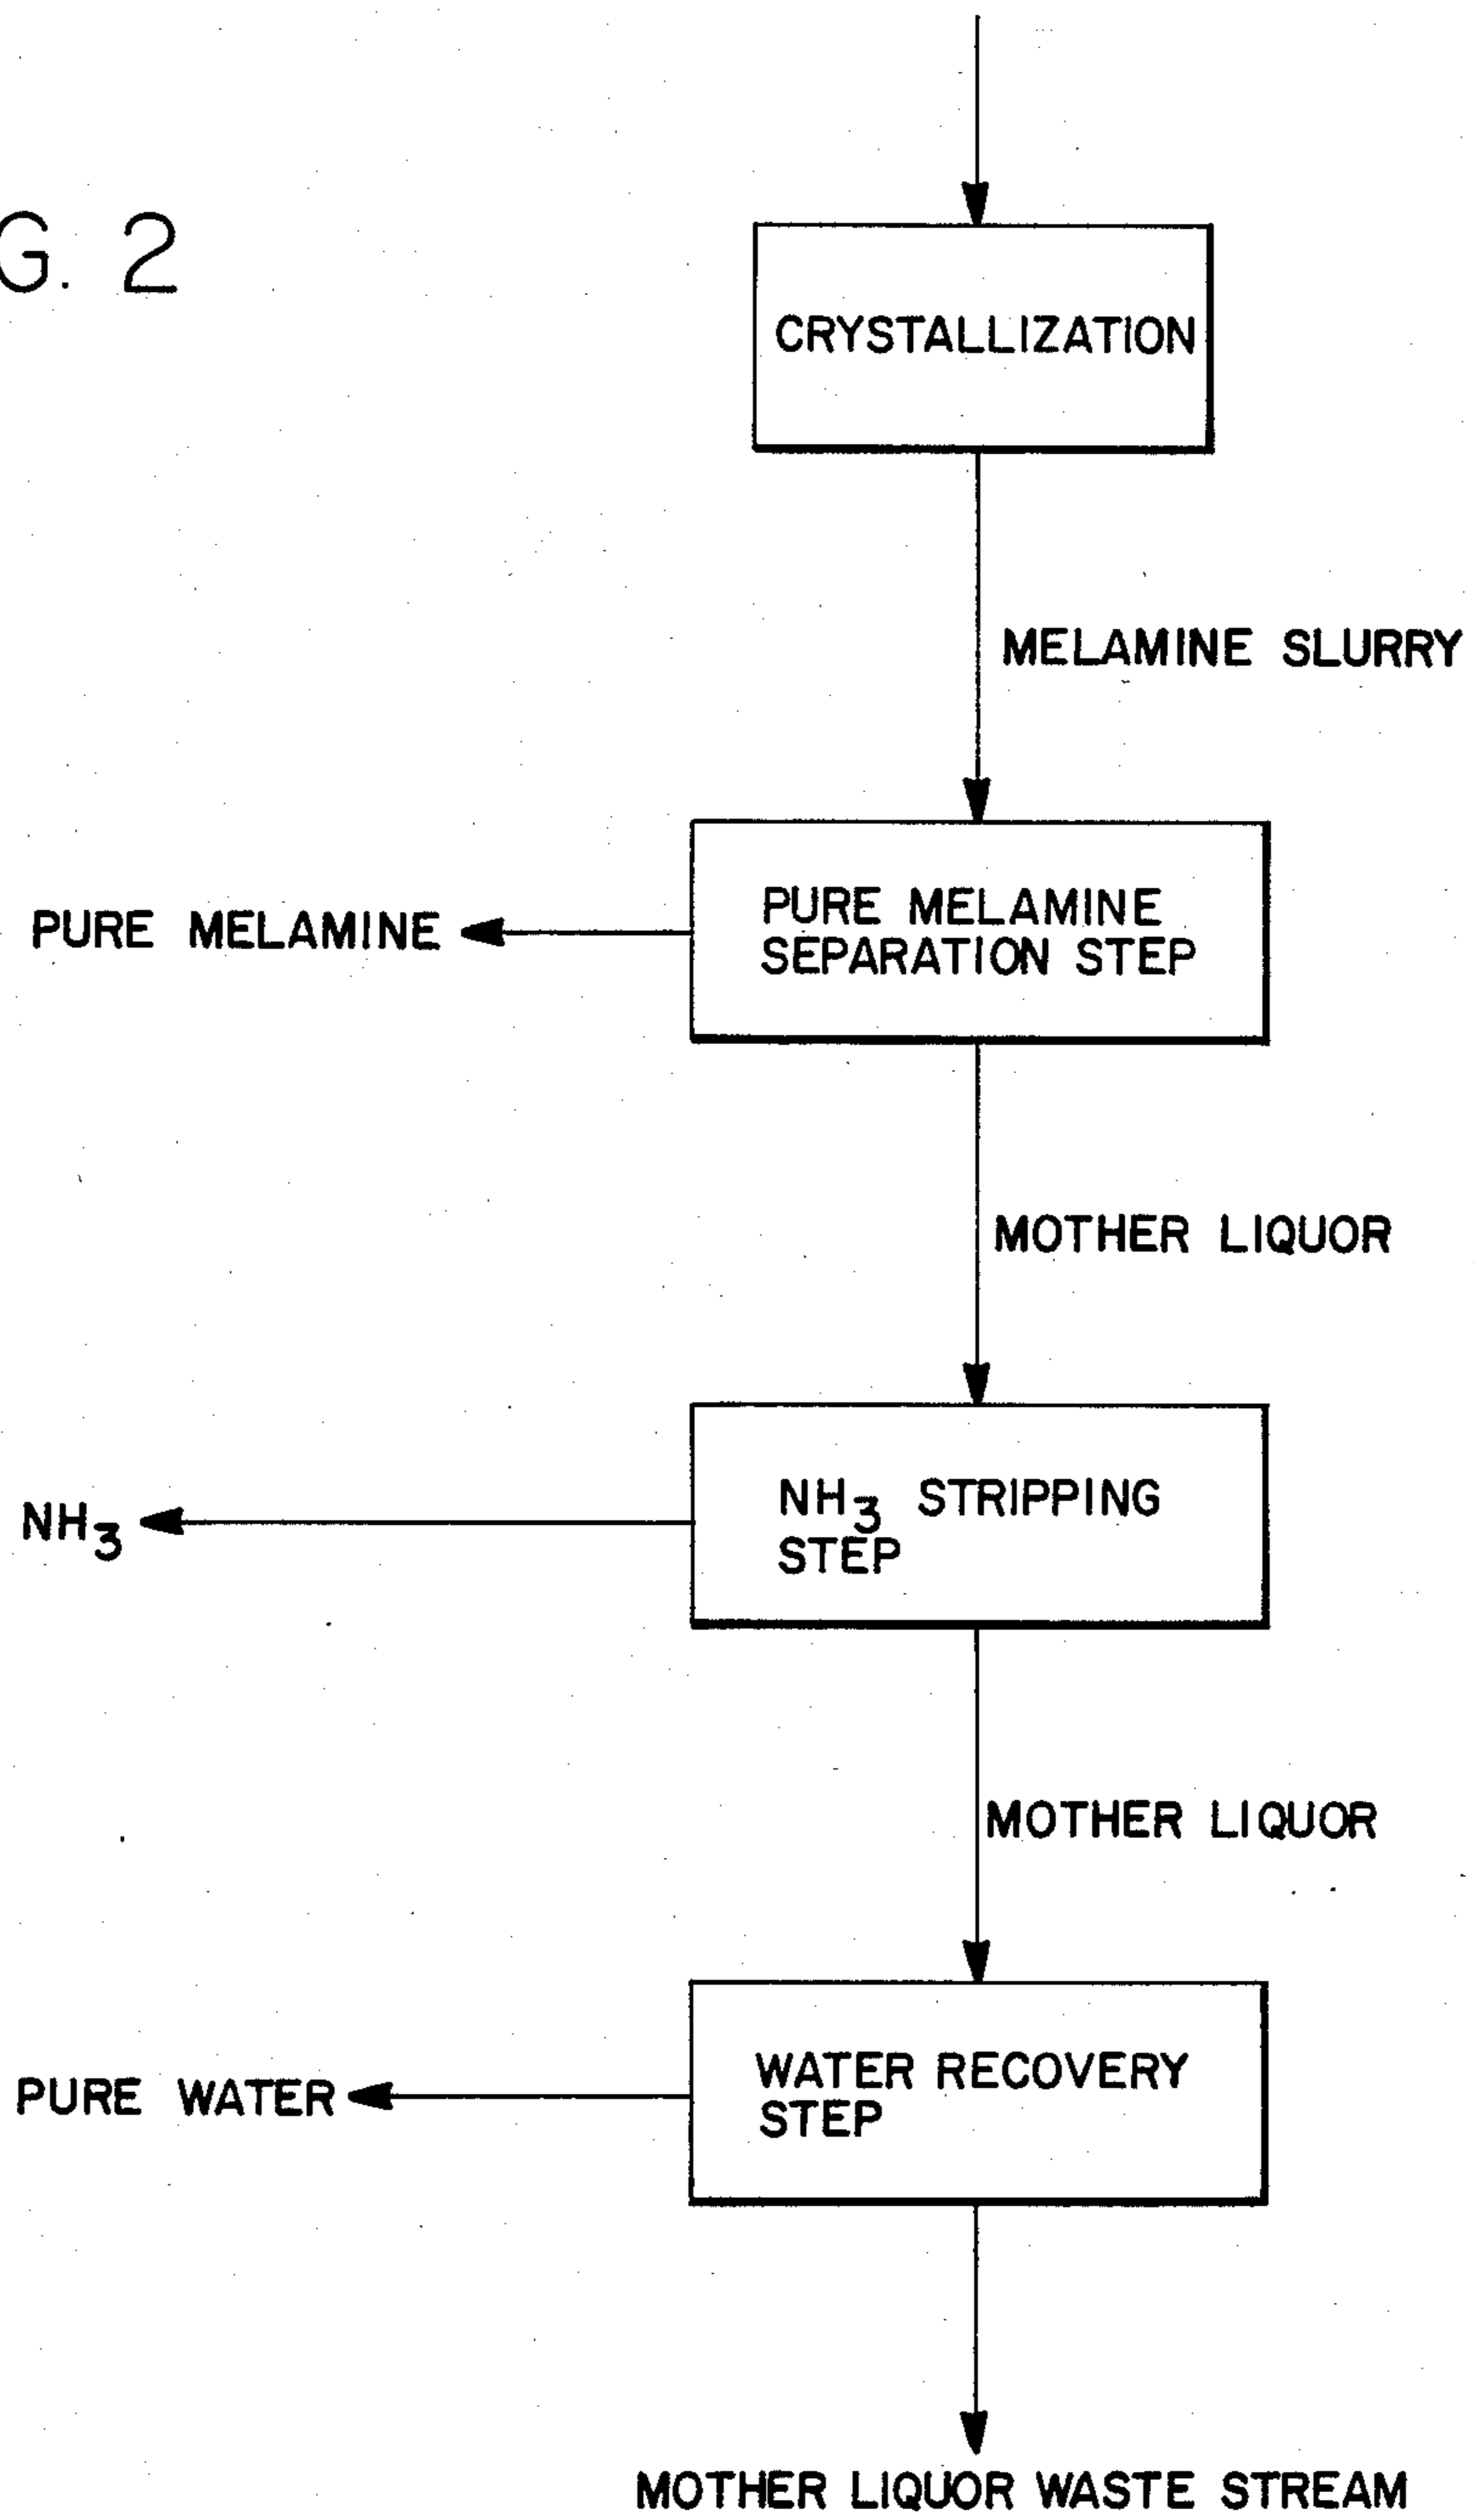 G. 2
CRYSTALLIZATION
MELAMINE SLURRY
PURE MELAMINE
PURE MELAMINE
SEPARATION STEP
MOTHER LIQUOR
NH₃
NH₃ STRIPPING
STEP
MOTHER LIQUOR
PURE WATER
WATER RECOVERY
STEP
MOTHER LIQUOR WASTE STREAM